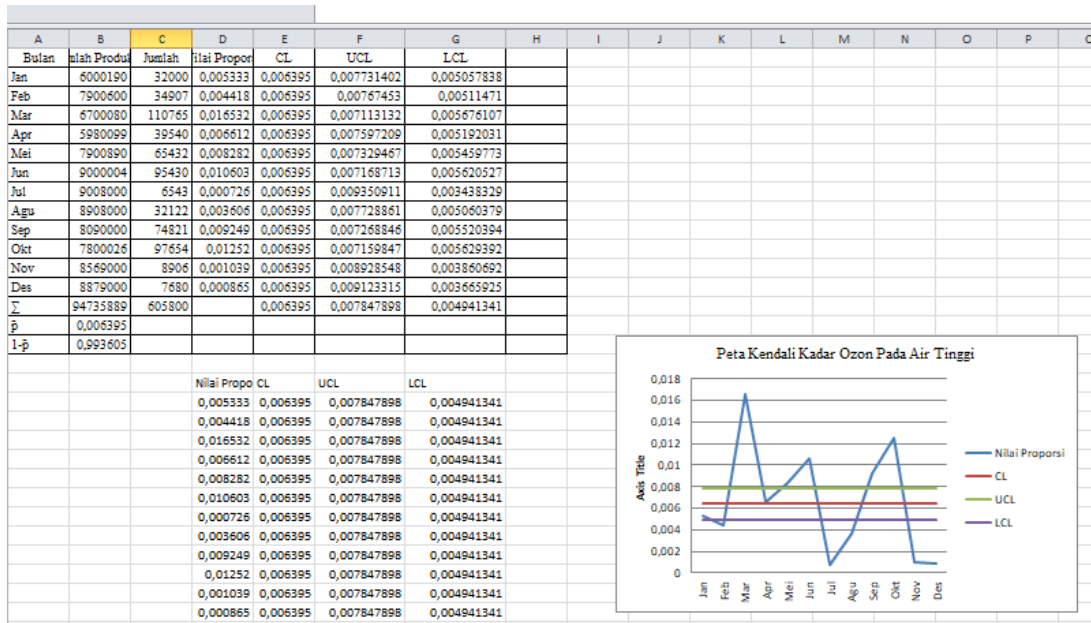 A B C D E F G H I J K L M N O P
Bulan mlah Produk Jumlah ilai Propor CL UCL LCL
Jan 6000190 32000 0,005333 0,006395 0,007731402 0,005057838
Feb 7900600 34907 0,004418 0,006395 0,00767453 0,00511471
Mar 6700080 110765 0,016532 0,006395 0,007113132 0,005676107
Apr 5980099 39540 0,006612 0,006395 0,007597209 0,005192031
Mei 7900890 65432 0,008282 0,006395 0,007329467 0,005459773
Jun 9000004 95430 0,010603 0,006395 0,007168713 0,005620527
Jul 9008000 6543 0,000726 0,006395 0,009350911 0,003438329
Agu 8908000 32122 0,003606 0,006395 0,007728861 0,005060379
Sep 8090000 74821 0,009249 0,006395 0,007268846 0,005520394
Okt 7800026 97654 0,01252 0,006395 0,007159847 0,005629392
Nov 8569000 8906 0,001039 0,006395 0,008928548 0,003860692
Des 8879000 7680 0,000865 0,006395 0,009123315 0,003665925
∑ 94735889 605800 0,006395 0,007847898 0,004941341
p̄ 0,006395
1-p̄ 0,993605
Nilai Propo CL UCL LCL
0,005333 0,006395 0,007847898 0,004941341
0,004418 0,006395 0,007847898 0,004941341
0,016532 0,006395 0,007847898 0,004941341
0,006612 0,006395 0,007847898 0,004941341
0,008282 0,006395 0,007847898 0,004941341
0,010603 0,006395 0,007847898 0,004941341
0,000726 0,006395 0,007847898 0,004941341
0,003606 0,006395 0,007847898 0,004941341
0,009249 0,006395 0,007847898 0,004941341
0,01252 0,006395 0,007847898 0,004941341
0,001039 0,006395 0,007847898 0,004941341
0,000865 0,006395 0,007847898 0,004941341
Peta Kendali Kadar Ozon Pada Air Tinggi
0,018
0,016
0,014
0,012
0,01
0,008
0,006
0,004
0,002
0
Axis Title
Jan Feb Mar Apr Mei Jun Jul Agu Sep Okt Nov Des
Nilai Proporsi
CL
UCL
LCL